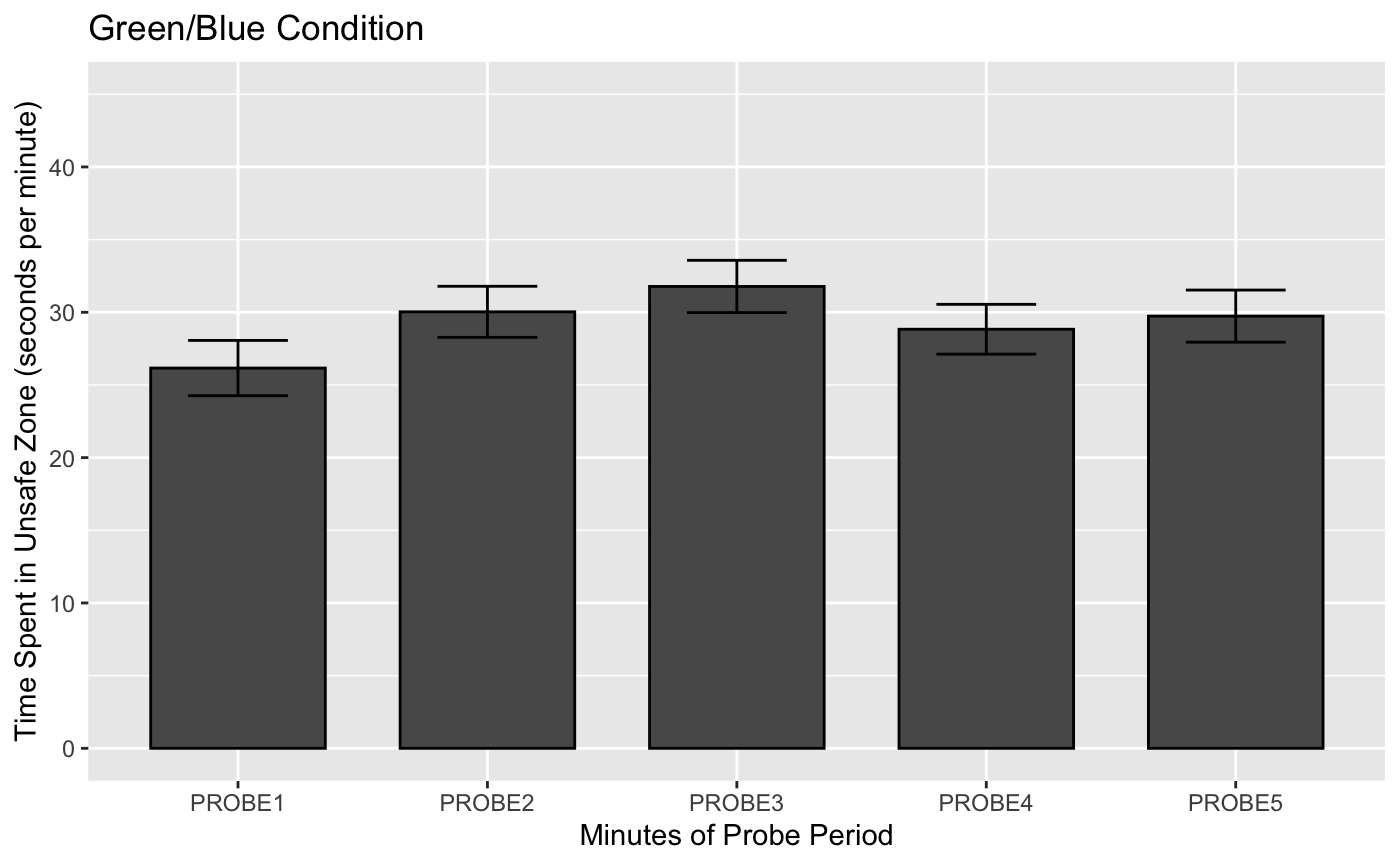 Green/Blue Condition
Time Spent in Unsafe Zone (seconds per minute)
40
30
20
10
0
PROBE1 PROBE2 PROBE3 PROBE4 PROBE5
Minutes of Probe Period